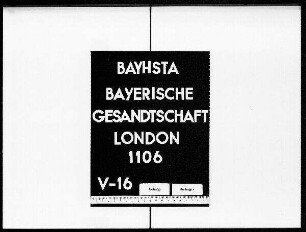 BAYHSTA
BAYERISCHE
GESANDTSCHAFT
LONDON
1106
V-16